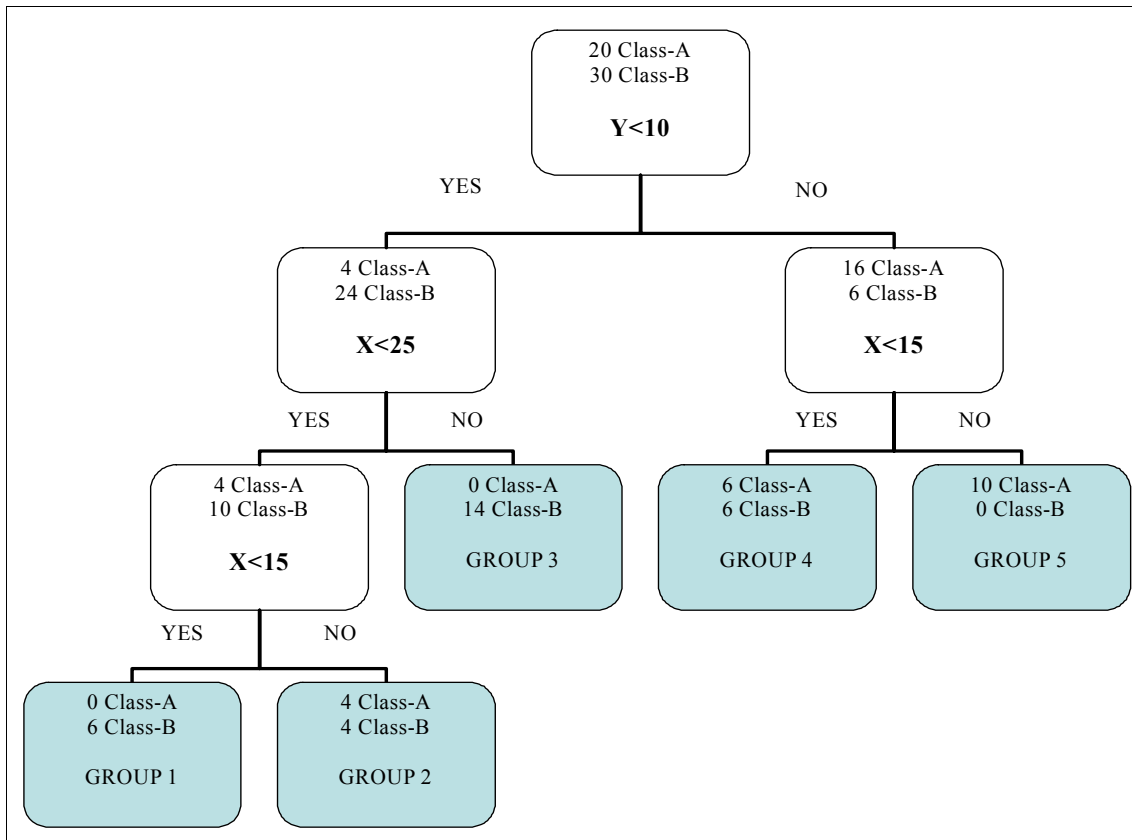 20 Class-A
30 Class-B
Y<10
YES
NO
4 Class-A
24 Class-B
X<25
16 Class-A
6 Class-B
X<15
YES
NO
YES
NO
4 Class-A
10 Class-B
X<15
0 Class-A
14 Class-B
GROUP 3
6 Class-A
6 Class-B
GROUP 4
10 Class-A
0 Class-B
GROUP 5
YES
NO
0 Class-A
6 Class-B
GROUP 1
4 Class-A
4 Class-B
GROUP 2